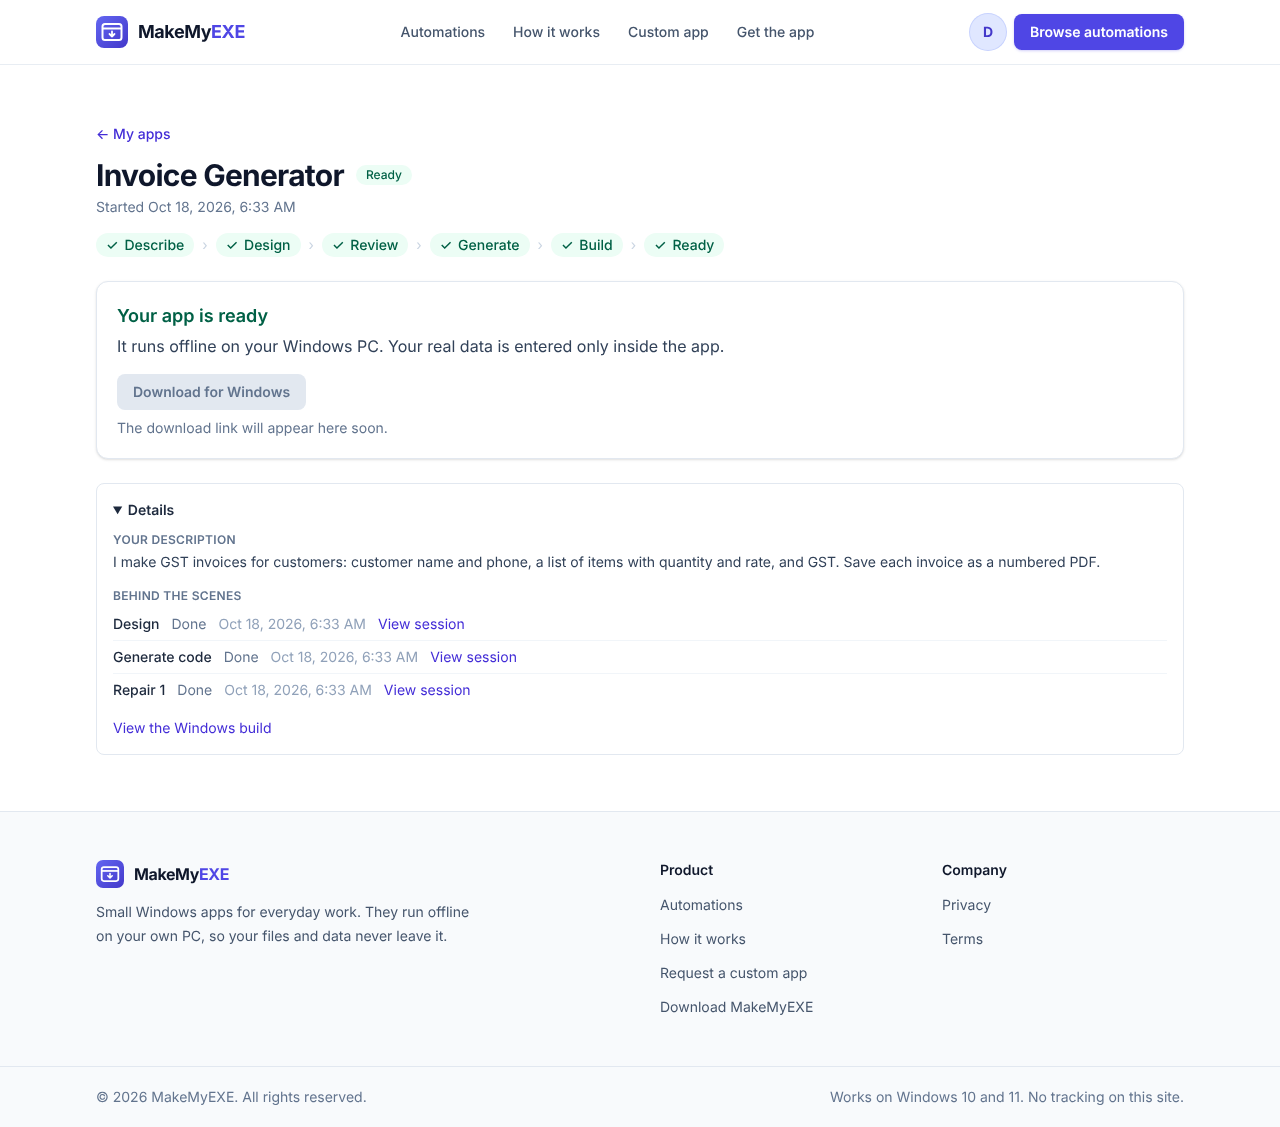 MakeMyEXE
Automations
How it works
Custom app
Get the app
D
Browse automations
← My apps
Invoice Generator
Ready
Started Oct 18, 2026, 6:33 AM
✓ Describe › ✓ Design › ✓ Review › ✓ Generate › ✓ Build › ✓ Ready
Your app is ready
It runs offline on your Windows PC. Your real data is entered only inside the app.
Download for Windows
The download link will appear here soon.
▼ Details
YOUR DESCRIPTION
I make GST invoices for customers: customer name and phone, a list of items with quantity and rate, and GST. Save each invoice as a numbered PDF.
BEHIND THE SCENES
Design Done Oct 18, 2026, 6:33 AM View session
Generate code Done Oct 18, 2026, 6:33 AM View session
Repair 1 Done Oct 18, 2026, 6:33 AM View session
View the Windows build
MakeMyEXE
Small Windows apps for everyday work. They run offline
on your own PC, so your files and data never leave it.
Product
Automations
How it works
Request a custom app
Download MakeMyEXE
Company
Privacy
Terms
© 2026 MakeMyEXE. All rights reserved.
Works on Windows 10 and 11. No tracking on this site.